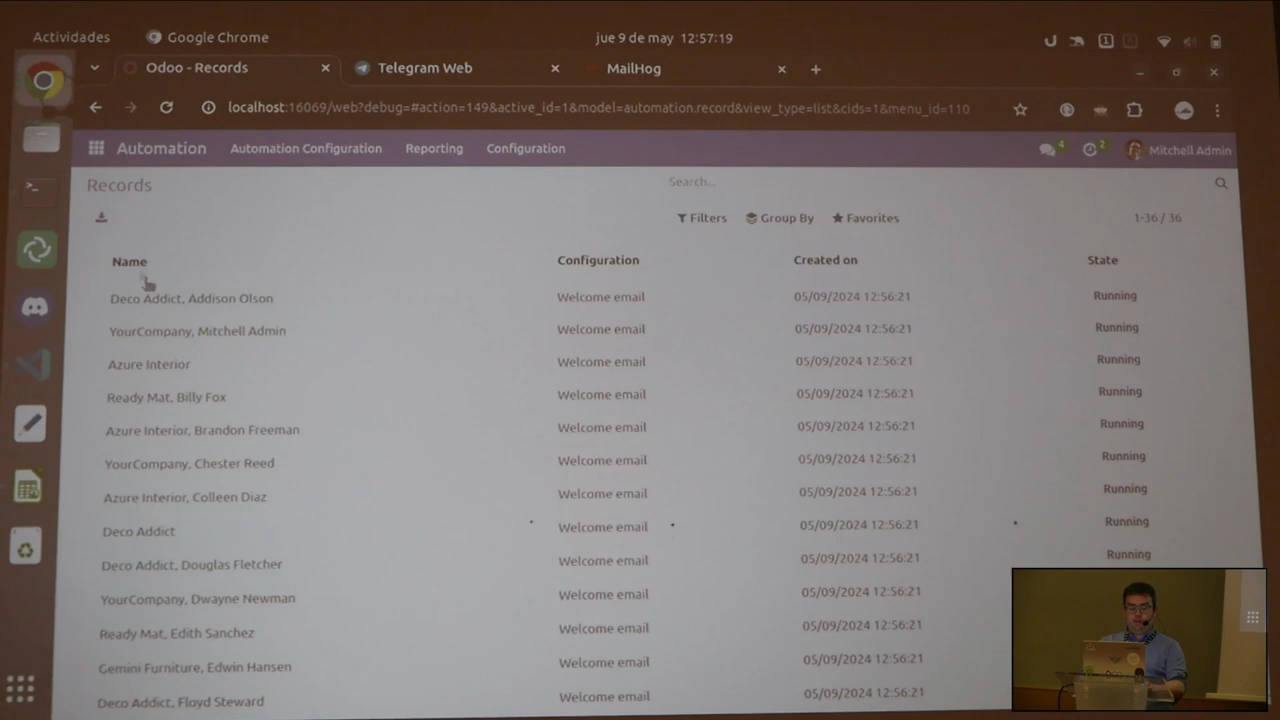 Actividades Google Chrome jue 9 de may 12:57:19 1
Odoo - Records Telegram Web MailHog
localhost:16069/web?debug=#action=149&active_id=1&model=automation.record&view_type=list&cids=1&menu_id=110
Automation Automation Configuration Reporting Configuration 4 2 Mitchell Admin
Records Search...
Filters Group By Favorites 1-36 / 36
Name Configuration Created on State
Deco Addict, Addison Olson Welcome email 05/09/2024 12:56:21 Running
YourCompany, Mitchell Admin Welcome email 05/09/2024 12:56:21 Running
Azure Interior Welcome email 05/09/2024 12:56:21 Running
Ready Mat, Billy Fox Welcome email 05/09/2024 12:56:21 Running
Azure Interior, Brandon Freeman Welcome email 05/09/2024 12:56:21 Running
YourCompany, Chester Reed Welcome email 05/09/2024 12:56:21 Running
Azure Interior, Colleen Diaz Welcome email 05/09/2024 12:56:21 Running
Deco Addict Welcome email 05/09/2024 12:56:21 Running
Deco Addict, Douglas Fletcher Welcome email 05/09/2024 12:56:21 Running
YourCompany, Dwayne Newman Welcome email 05/09/2024 12:56:21
Ready Mat, Edith Sanchez Welcome email 05/09/2024 12:56:21
Gemini Furniture, Edwin Hansen Welcome email 05/09/2024 12:56:21
Deco Addict, Floyd Steward Welcome email 05/09/2024 12:56:21